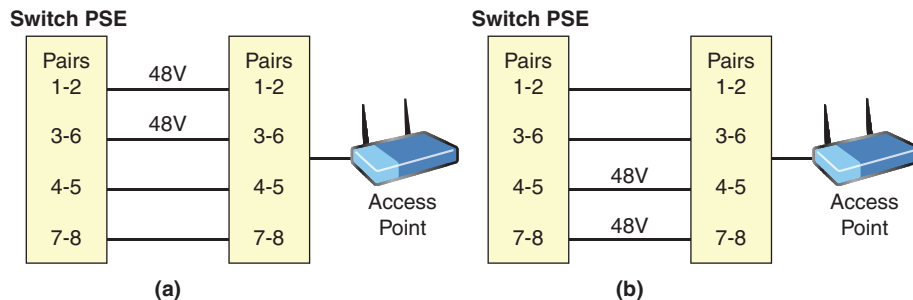 Switch PSE
Pairs
1-2
3-6
4-5
7-8
48V
48V
Pairs
1-2
3-6
4-5
7-8
Access
Point
(a)
Switch PSE
Pairs
1-2
3-6
4-5
7-8
48V
48V
Pairs
1-2
3-6
4-5
7-8
Access
Point
(b)